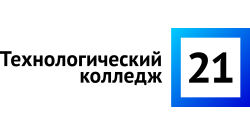 Технологический
колледж
21